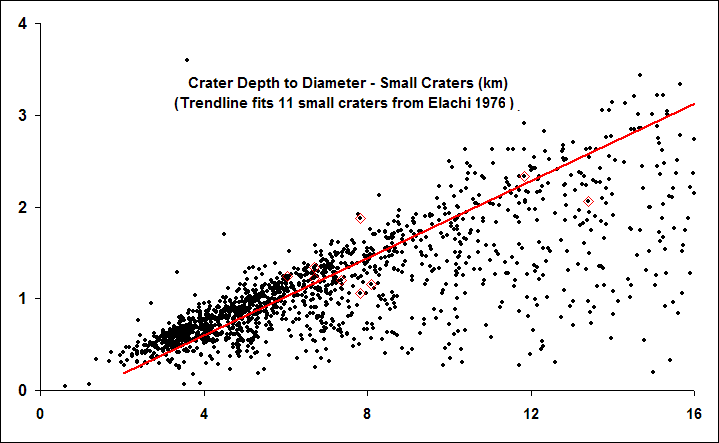 4
Crater Depth to Diameter - Small Craters (km)
(Trendline fits 11 small craters from Elachi 1976 )
3
2
1
0
0 4 8 12 16